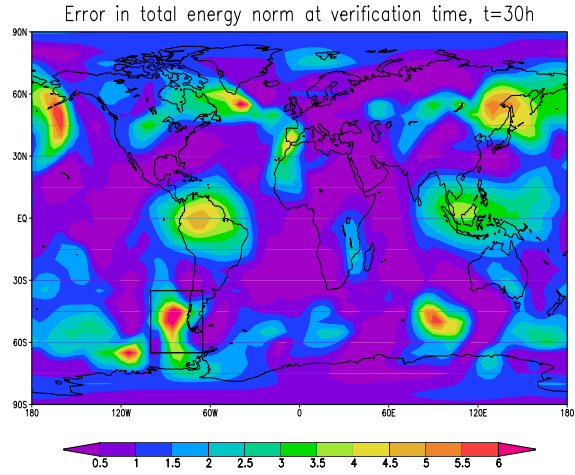 Error in total energy norm at verification time, t=30h
90N
60N
30N
EQ
30S
60S
90S
180 120W 60W 0 60E 120E 180
0.5 1 1.5 2 2.5 3 3.5 4 4.5 5 5.5 6